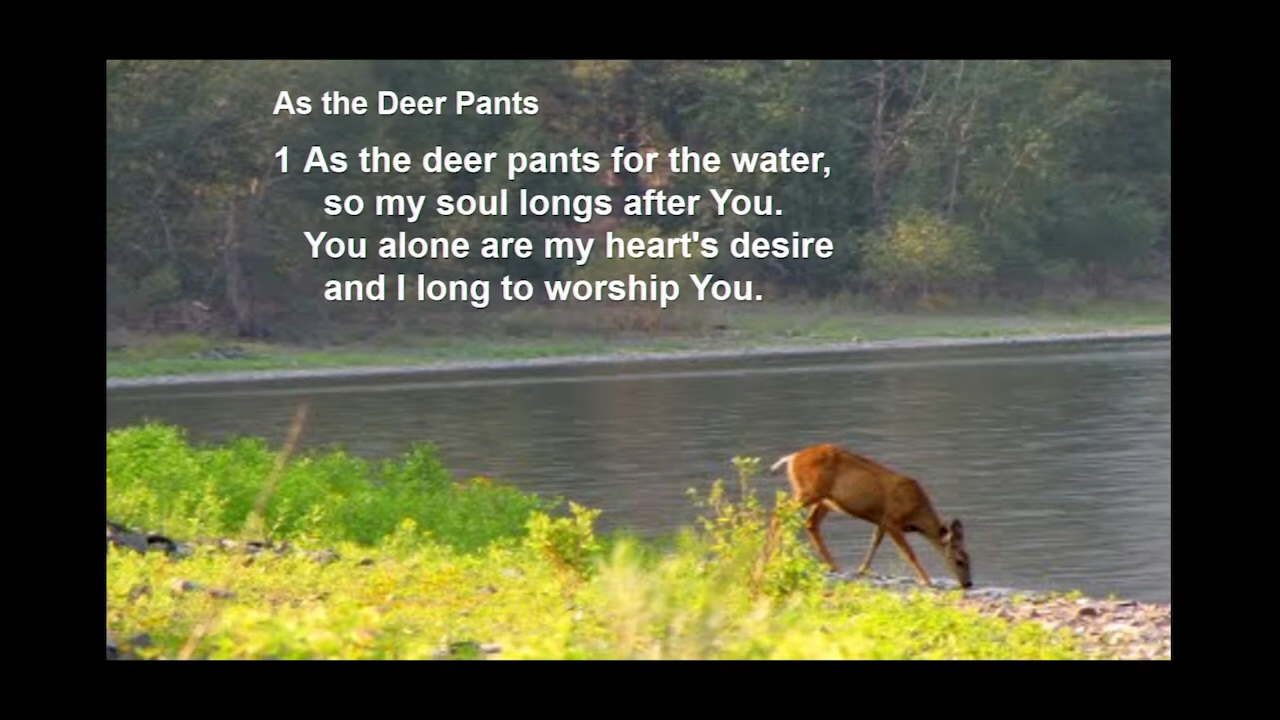 As the Deer Pants
1 As the deer pants for the water,
so my soul longs after You.
You alone are my heart's desire
and I long to worship You.